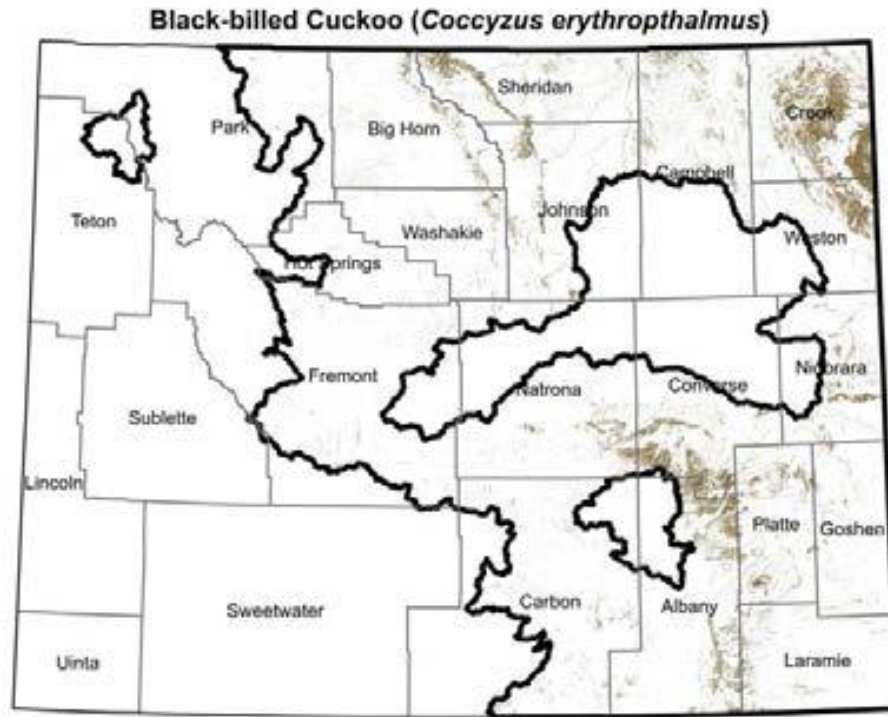 Black-billed Cuckoo (Coccyzus erythropthalmus)
Sheridan
Crook
Park
Big Horn
Campbell
Teton
Johnson
Washakie
Weston
Hot Springs
Fremont
Natrona
Converse
Niobrara
Sublette
Lincoln
Platte
Goshen
Sweetwater
Carbon
Albany
Uinta
Laramie